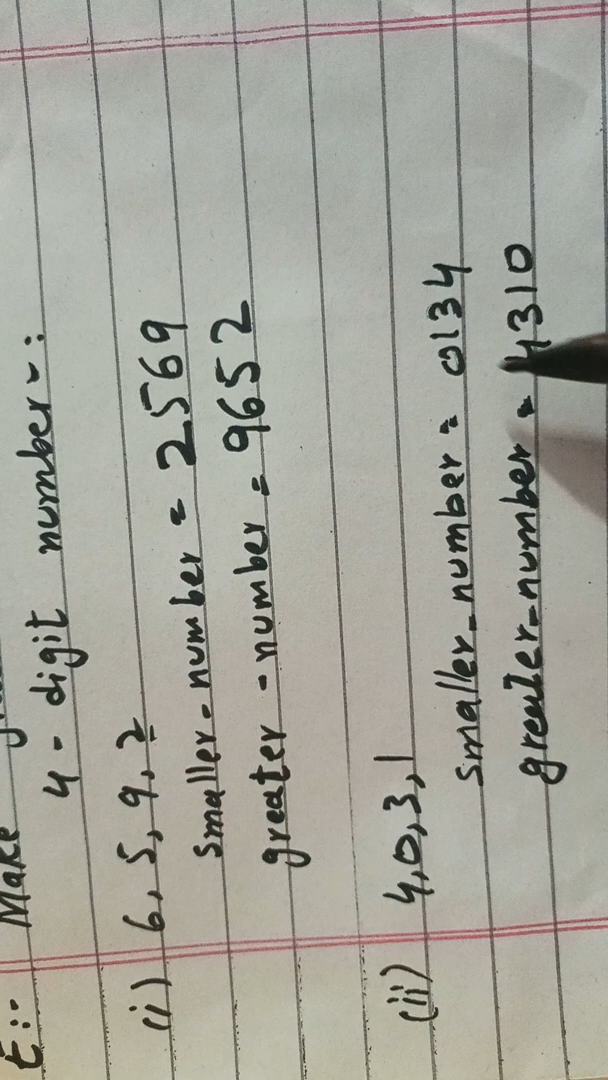 E:- Make
4- digit number-:
(i) 6, 5, 9, 2
smaller-number = 2569
greater-number = 9652
(ii) 4,0,3,1
smaller-number = 0134
greater-number = 4310